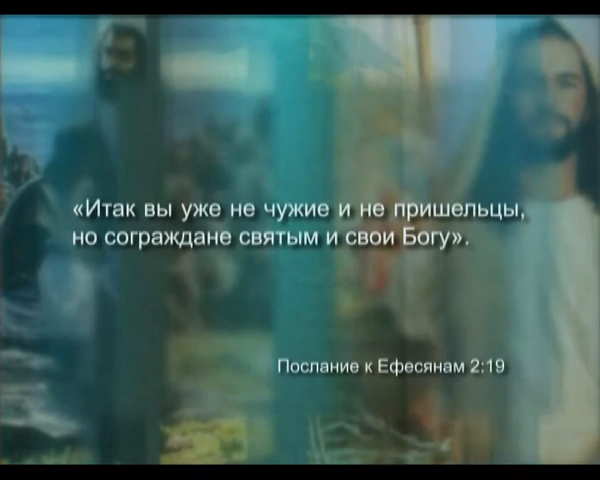 «Итак вы уже не чужие и не пришельцы,
но сограждане святым и свои Богу».
Послание к Ефесянам 2:19